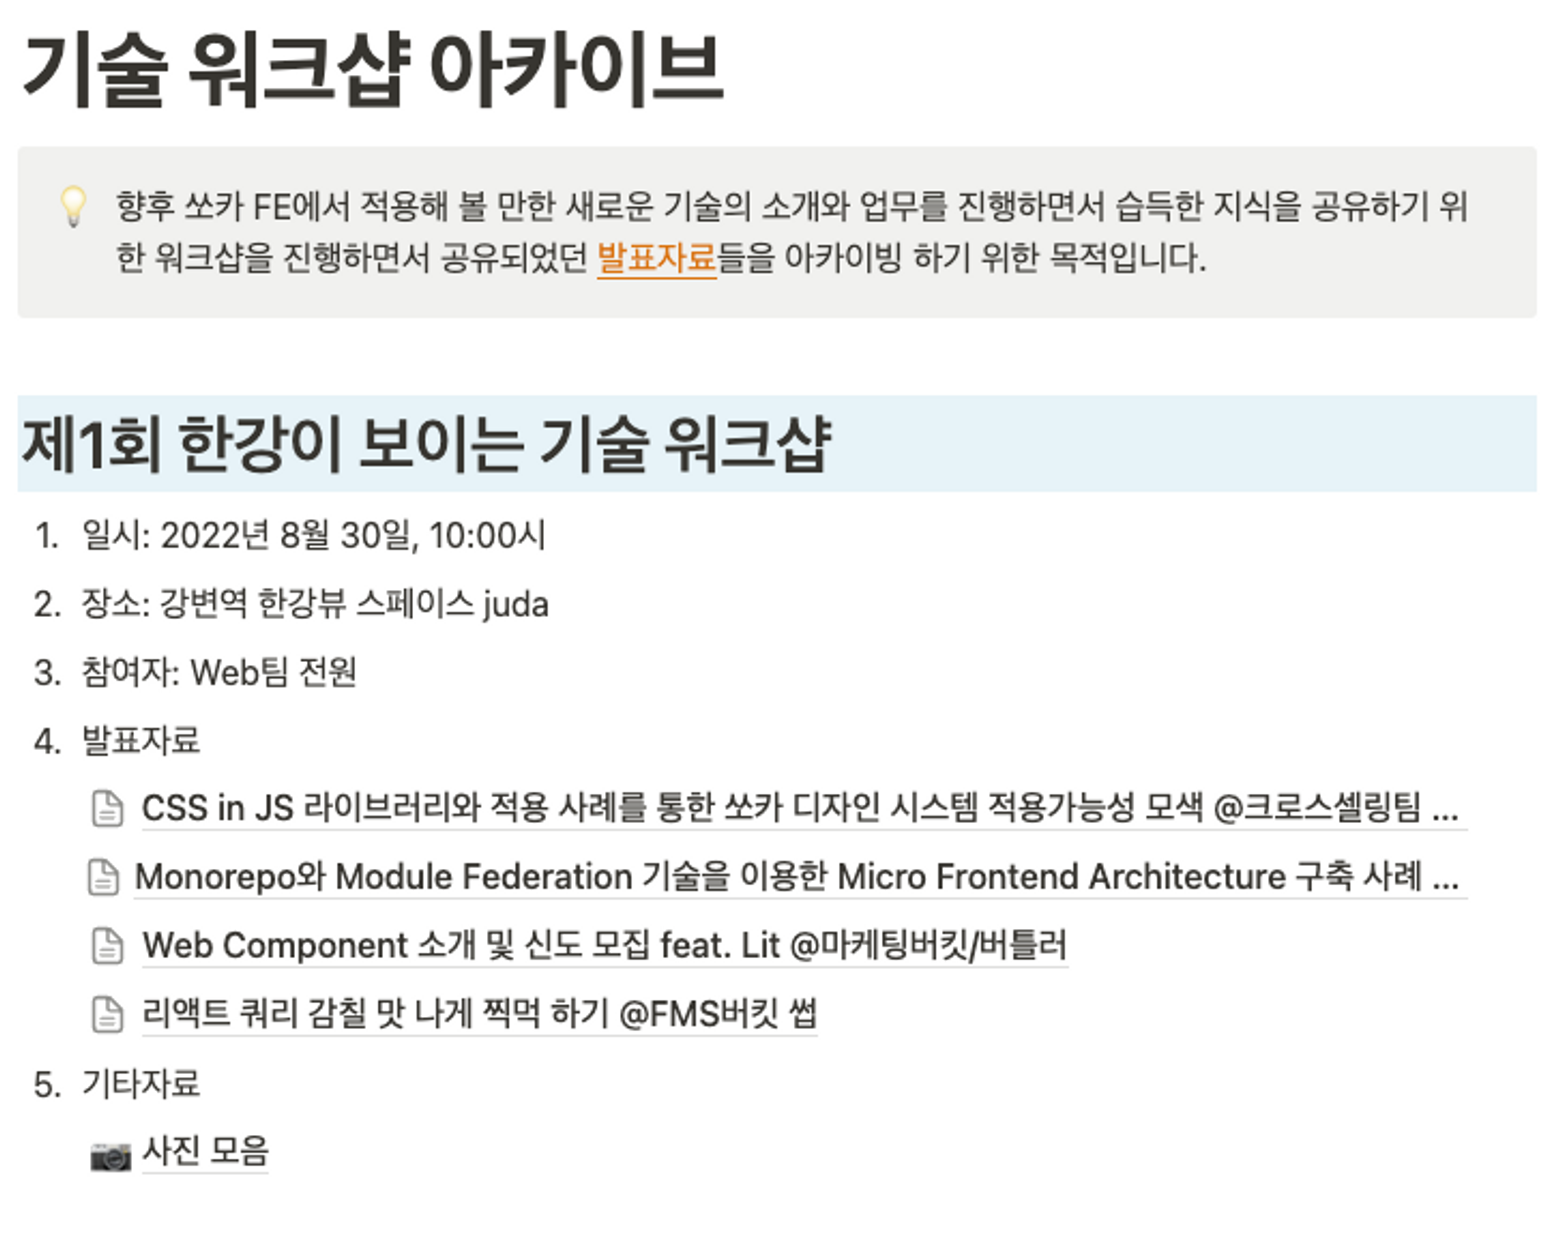 기술 워크샵 아카이브
향후 쏘카 FE에서 적용해 볼 만한 새로운 기술의 소개와 업무를 진행하면서 습득한 지식을 공유하기 위
한 워크샵을 진행하면서 공유되었던 발표자료들을 아카이빙 하기 위한 목적입니다.
제1회 한강이 보이는 기술 워크샵
1. 일시: 2022년 8월 30일, 10:00시
2. 장소: 강변역 한강뷰 스페이스 juda
3. 참여자: Web팀 전원
4. 발표자료
CSS in JS 라이브러리와 적용 사례를 통한 쏘카 디자인 시스템 적용가능성 모색 @크로스셀링팀 ...
Monorepo와 Module Federation 기술을 이용한 Micro Frontend Architecture 구축 사례 ...
Web Component 소개 및 신도 모집 feat. Lit @마케팅버킷/버틀러
리액트 쿼리 감칠 맛 나게 찍먹 하기 @FMS버킷 썹
5. 기타자료
사진 모음